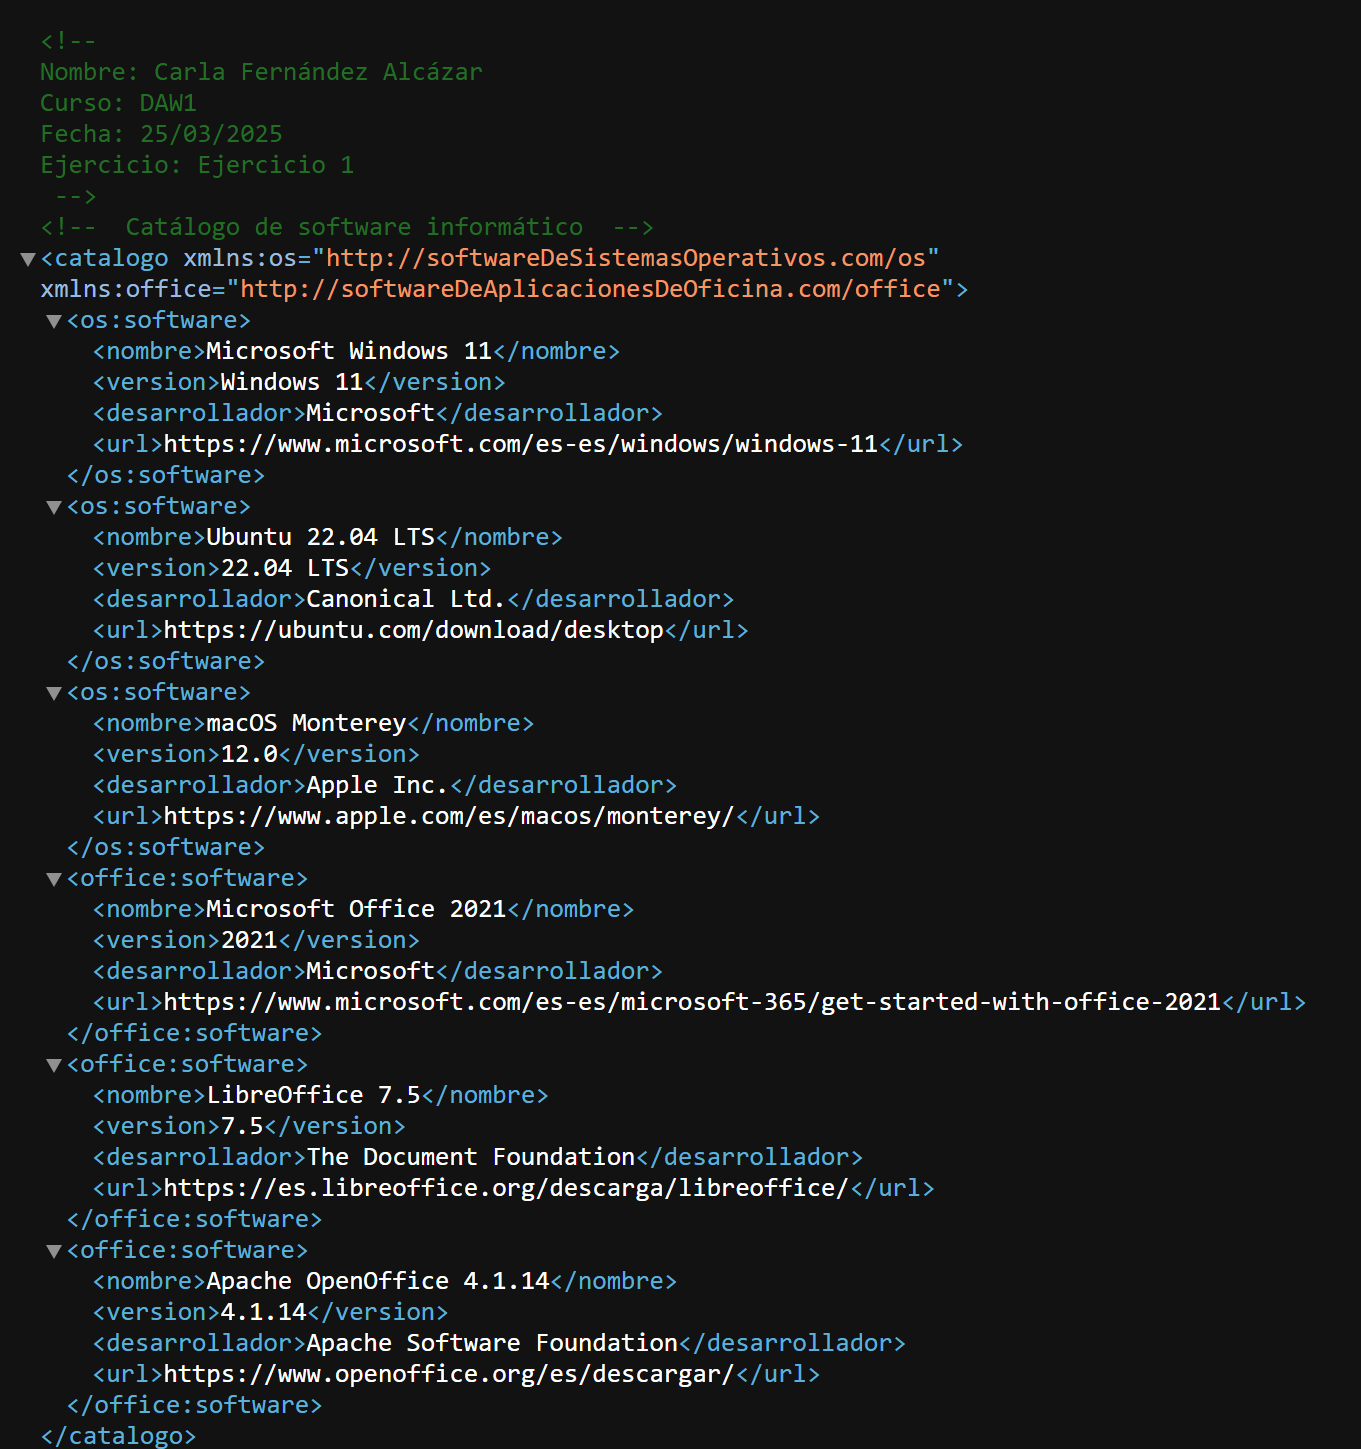 <!--
Nombre: Carla Fernández Alcázar
Curso: DAW1
Fecha: 25/03/2025
Ejercicio: Ejercicio 1
-->
<!--  Catálogo de software informático  -->
<catalogo xmlns:os="http://softwareDeSistemasOperativos.com/os"
xmlns:office="http://softwareDeAplicacionesDeOficina.com/office">
<os:software>
<nombre>Microsoft Windows 11</nombre>
<version>Windows 11</version>
<desarrollador>Microsoft</desarrollador>
<url>https://www.microsoft.com/es-es/windows/windows-11</url>
</os:software>
<os:software>
<nombre>Ubuntu 22.04 LTS</nombre>
<version>22.04 LTS</version>
<desarrollador>Canonical Ltd.</desarrollador>
<url>https://ubuntu.com/download/desktop</url>
</os:software>
<os:software>
<nombre>macOS Monterey</nombre>
<version>12.0</version>
<desarrollador>Apple Inc.</desarrollador>
<url>https://www.apple.com/es/macos/monterey/</url>
</os:software>
<office:software>
<nombre>Microsoft Office 2021</nombre>
<version>2021</version>
<desarrollador>Microsoft</desarrollador>
<url>https://www.microsoft.com/es-es/microsoft-365/get-started-with-office-2021</url>
</office:software>
<office:software>
<nombre>LibreOffice 7.5</nombre>
<version>7.5</version>
<desarrollador>The Document Foundation</desarrollador>
<url>https://es.libreoffice.org/descarga/libreoffice/</url>
</office:software>
<office:software>
<nombre>Apache OpenOffice 4.1.14</nombre>
<version>4.1.14</version>
<desarrollador>Apache Software Foundation</desarrollador>
<url>https://www.openoffice.org/es/descargar/</url>
</office:software>
</catalogo>